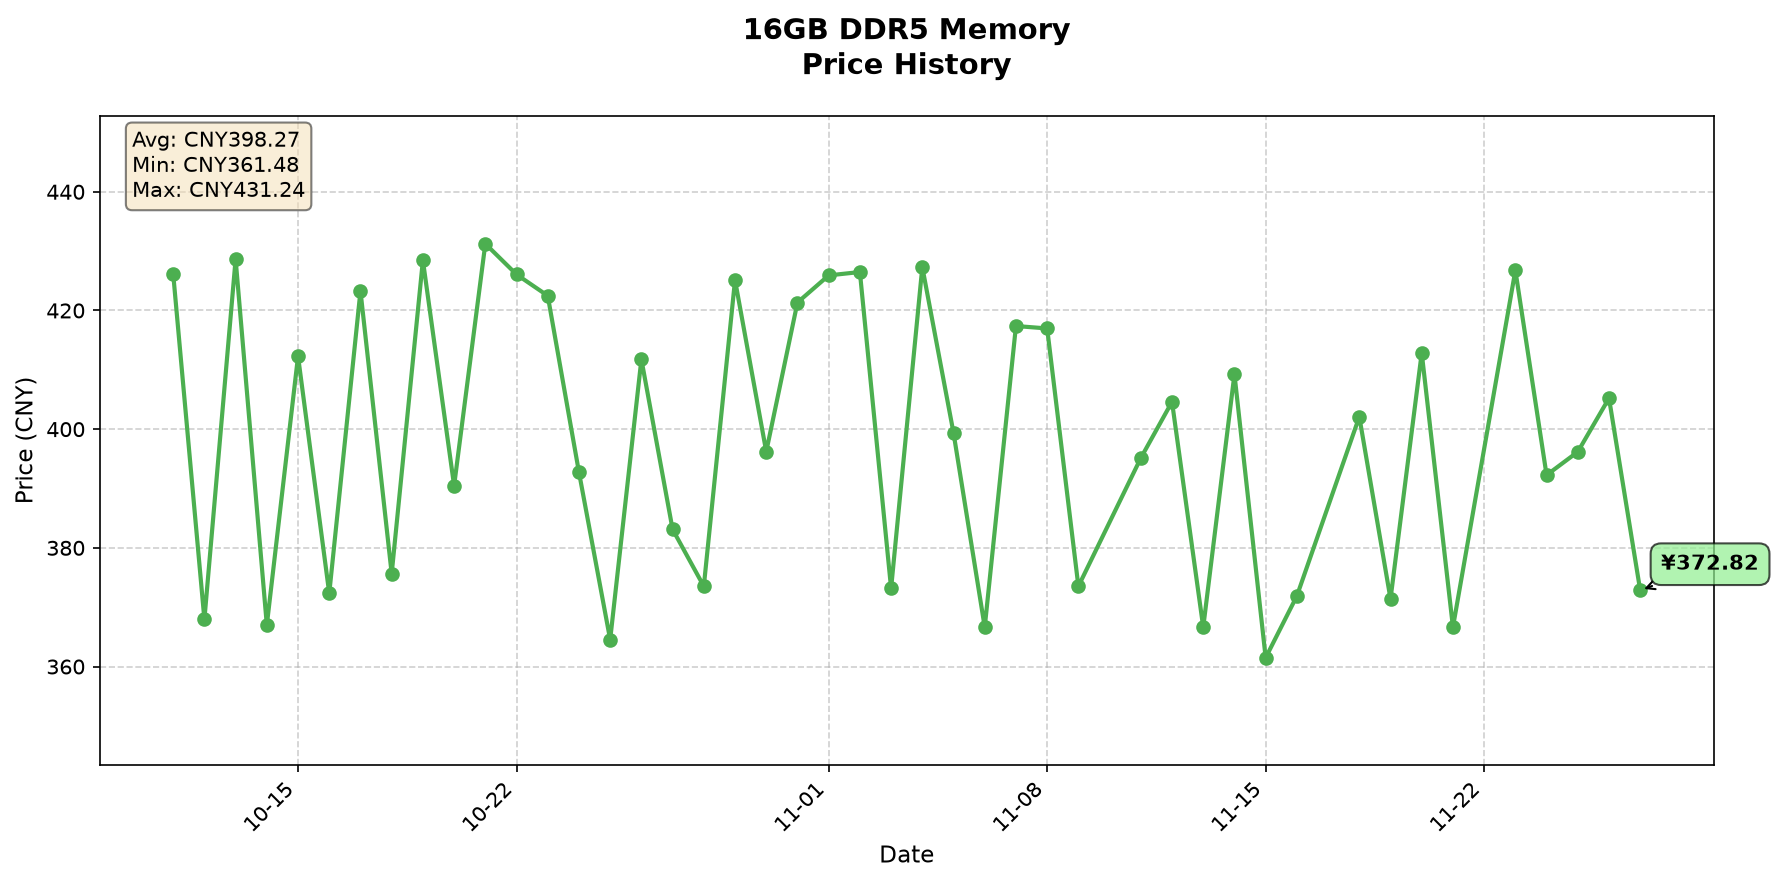 16GB DDR5 Memory
Price History
Avg: CNY398.27
Min: CNY361.48
Max: CNY431.24
Price (CNY)
440
420
400
380
360
¥372.82
10-15
10-22
11-01
11-08
11-15
11-22
Date